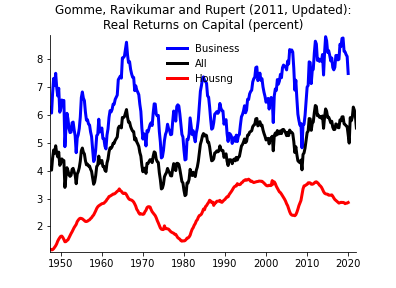 Gomme, Ravikumar and Rupert (2011, Updated):
Real Returns on Capital (percent)
Business
All
Housng
8
7
6
5
4
3
2
1950 1960 1970 1980 1990 2000 2010 2020